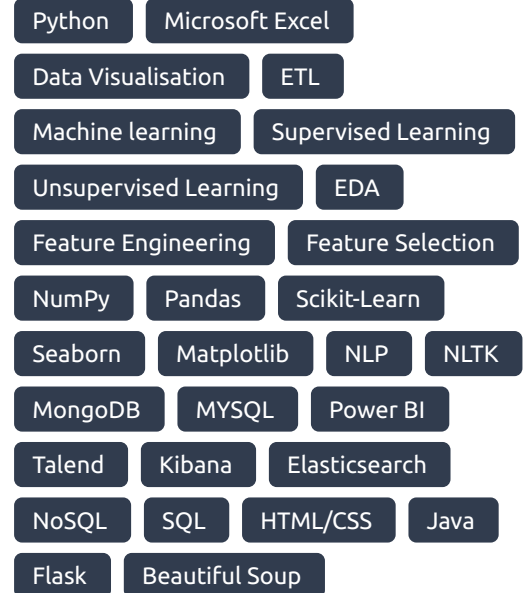 Python Microsoft Excel
Data Visualisation ETL
Machine learning Supervised Learning
Unsupervised Learning EDA
Feature Engineering Feature Selection
NumPy Pandas Scikit-Learn
Seaborn Matplotlib NLP NLTK
MongoDB MYSQL Power BI
Talend Kibana Elasticsearch
NoSQL SQL HTML/CSS Java
Flask Beautiful Soup